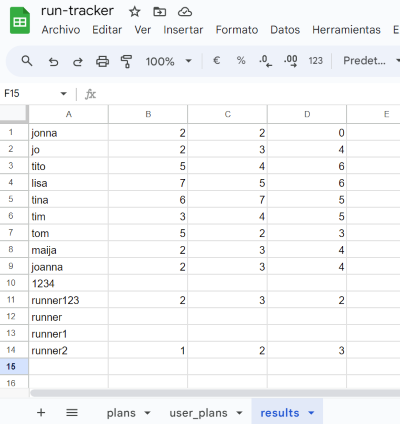 run-tracker
Archivo Editar Ver Insertar Formato Datos Herramientas E
100% € % .0 .00 123 Predet...
F15 fx
A B C D E
1 jonna 2 2 0
2 jo 2 3 4
3 tito 5 4 6
4 lisa 7 5 6
5 tina 6 7 5
6 tim 3 4 5
7 tom 5 2 3
8 maija 2 3 4
9 joanna 2 3 4
10 1234
11 runner123 2 3 2
12 runner
13 runner1
14 runner2 1 2 3
15
16
plans user_plans results